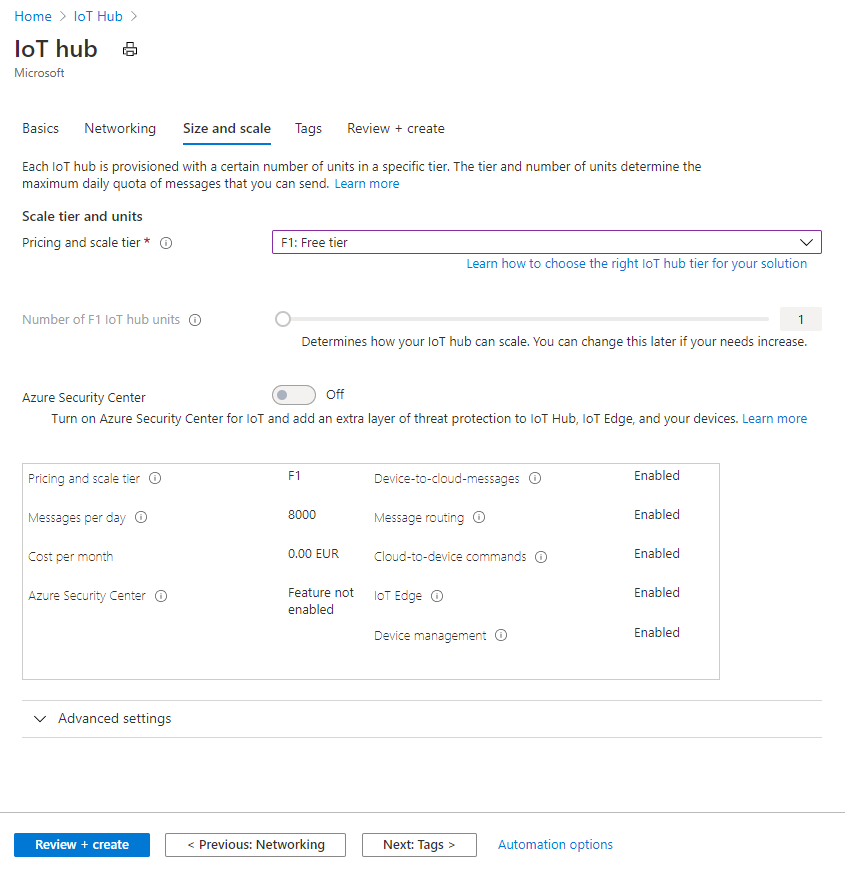 Home > IoT Hub >
IoT hub
Microsoft
Basics Networking Size and scale Tags Review + create
Each IoT hub is provisioned with a certain number of units in a specific tier. The tier and number of units determine the
maximum daily quota of messages that you can send. Learn more
Scale tier and units
Pricing and scale tier * F1: Free tier
Learn how to choose the right IoT hub tier for your solution
Number of F1 IoT hub units 1
Determines how your IoT hub can scale. You can change this later if your needs increase.
Azure Security Center Off
Turn on Azure Security Center for IoT and add an extra layer of threat protection to IoT Hub, IoT Edge, and your devices. Learn more
Pricing and scale tier F1 Device-to-cloud-messages Enabled
Messages per day 8000 Message routing Enabled
Cost per month 0.00 EUR Cloud-to-device commands Enabled
Azure Security Center Feature not IoT Edge Enabled
enabled
Device management Enabled
Advanced settings
Review + create < Previous: Networking Next: Tags > Automation options